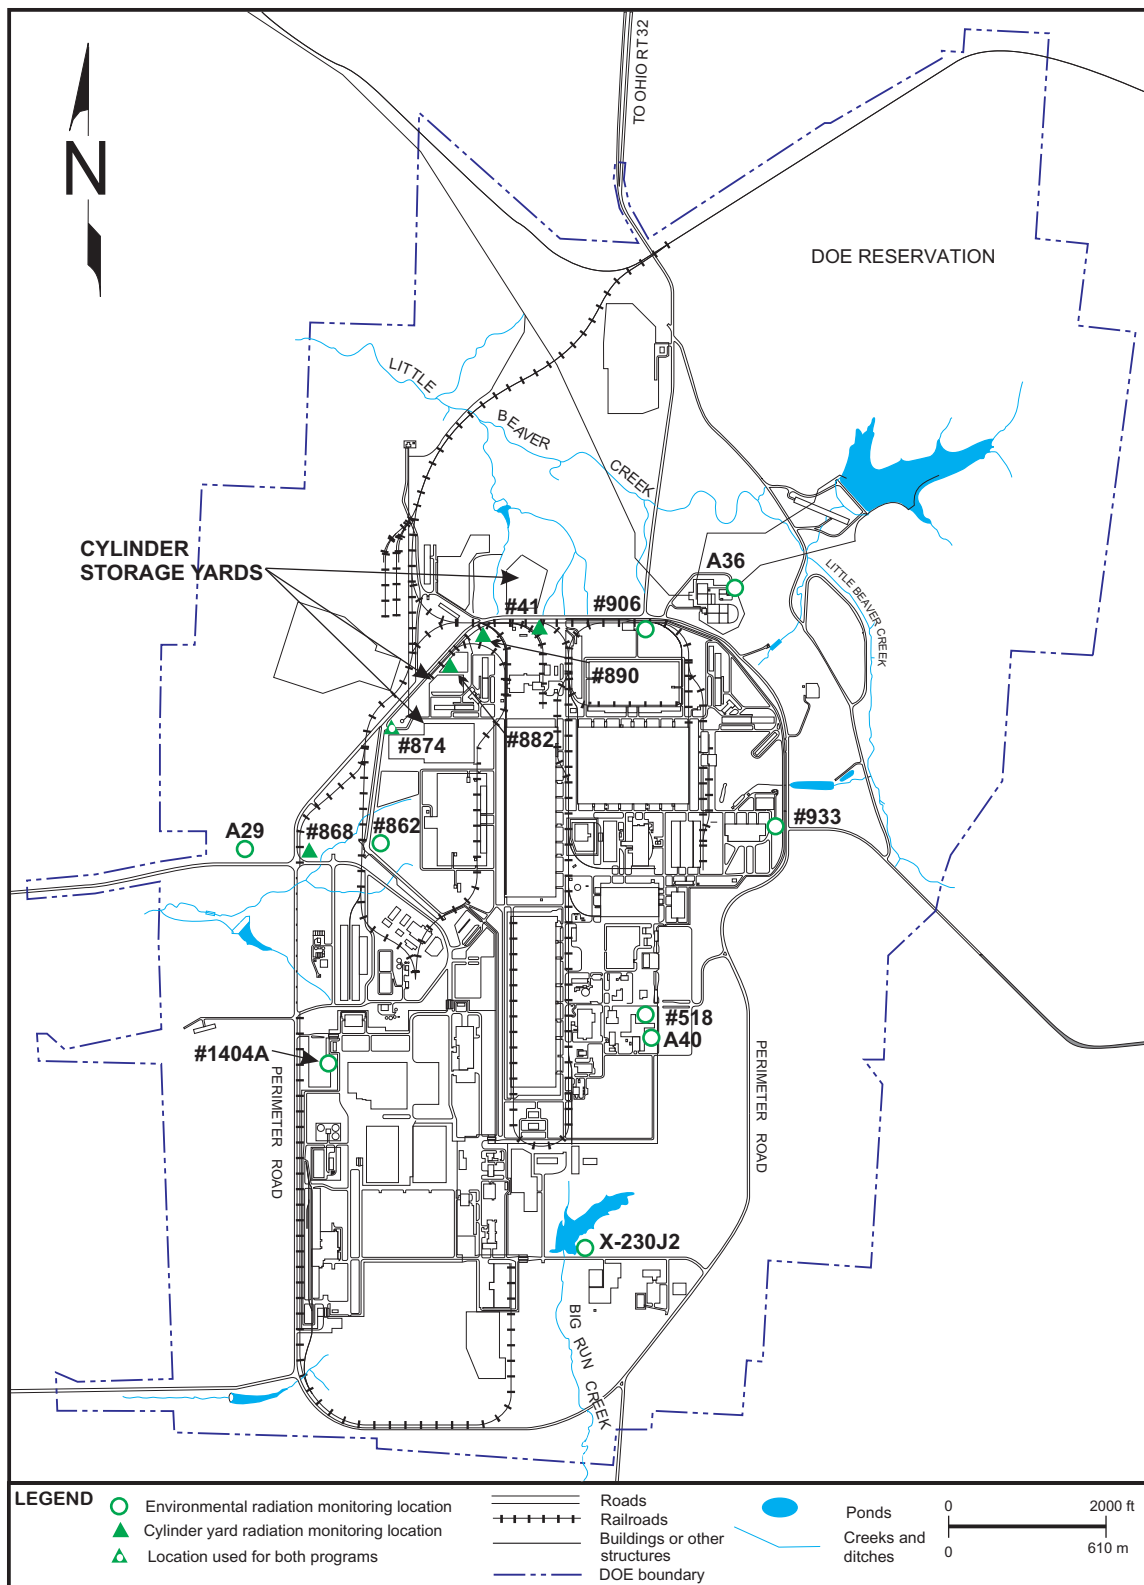 TO OHIO RT32
N
DOE RESERVATION
LITTLE
BEAVER
CREEK
CYLINDER
STORAGE YARDS
A36
LITTLE BEAVER CREEK
#41
#906
#890
#882
#874
#933
A29
#868
#862
#518
A40
#1404A
PERIMETER ROAD
PERIMETER ROAD
X-230J2
BIG RUN CREEK
LEGEND
Environmental radiation monitoring location
Cylinder yard radiation monitoring location
Location used for both programs
Roads
Railroads
Buildings or other
structures
DOE boundary
Ponds
Creeks and
ditches
0 2000 ft
0 610 m